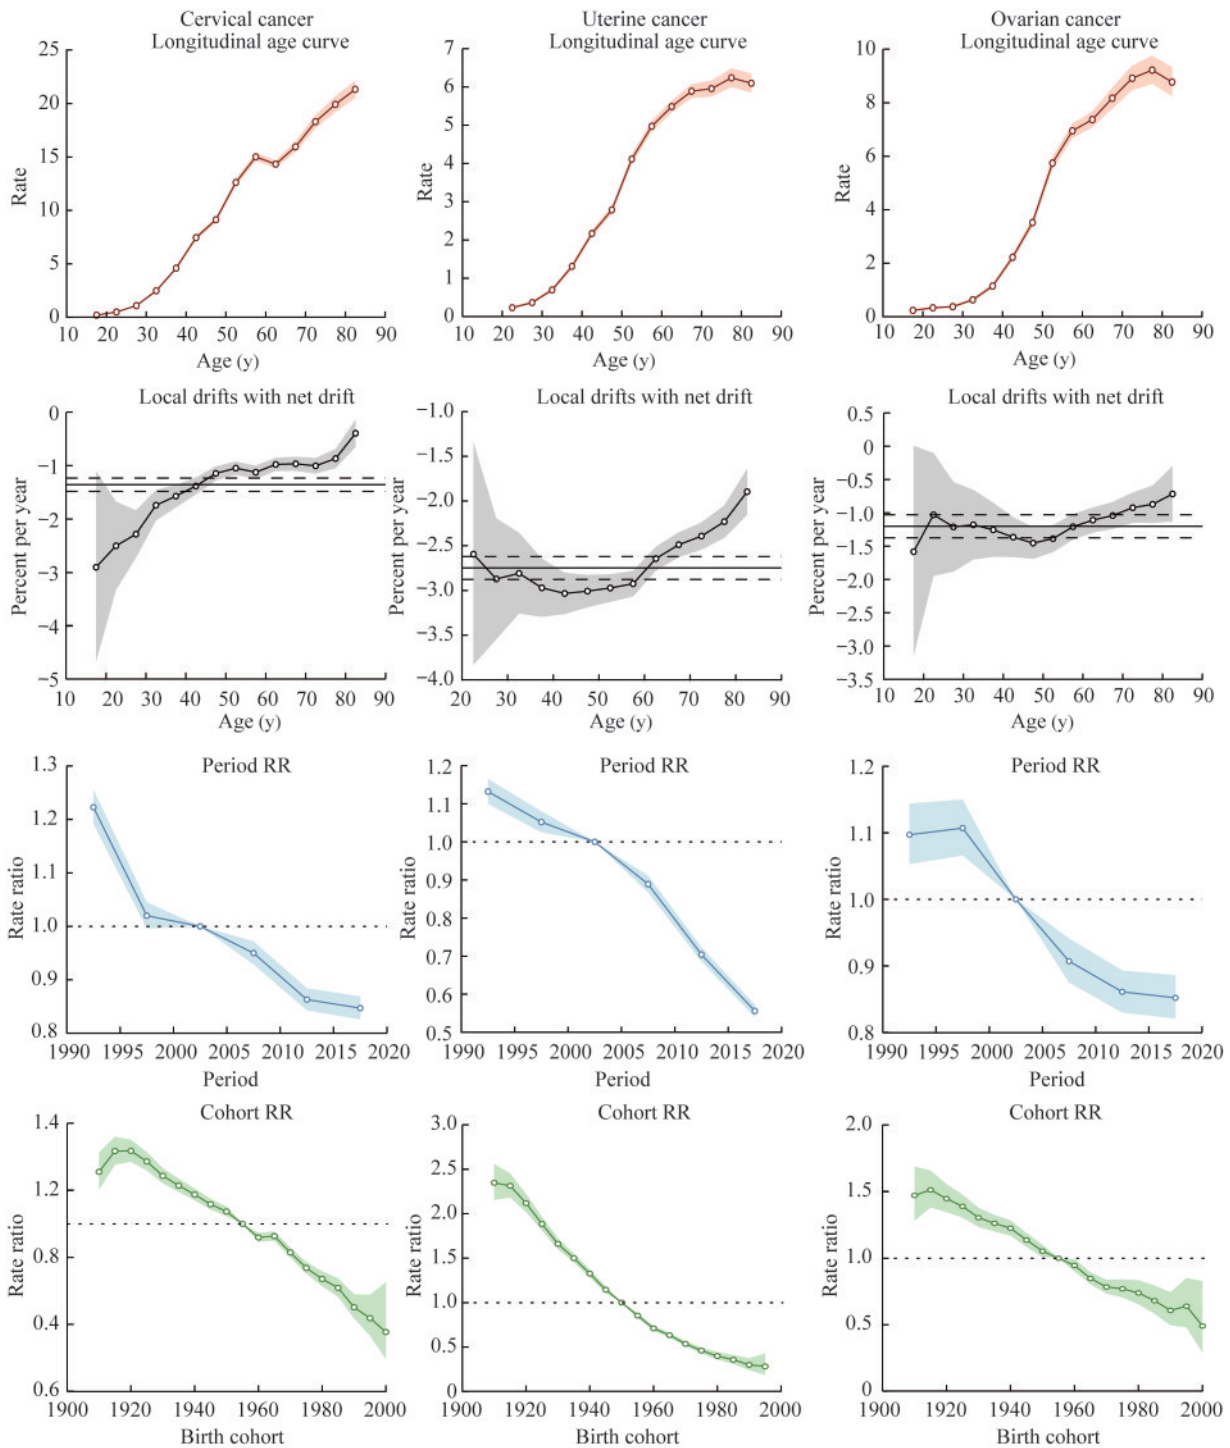 Cervical cancer
Longitudinal age curve
25
20
15
10
5
0
Rate
10 20 30 40 50 60 70 80 90
Age (y)
Uterine cancer
Longitudinal age curve
7
6
5
4
3
2
1
0
Rate
10 20 30 40 50 60 70 80 90
Age (y)
Ovarian cancer
Longitudinal age curve
10
8
6
4
2
0
Rate
10 20 30 40 50 60 70 80 90
Age (y)
Local drifts with net drift
0
−1
−2
−3
−4
−5
Percent per year
10 20 30 40 50 60 70 80 90
Age (y)
Local drifts with net drift
−1.0
−1.5
−2.0
−2.5
−3.0
−3.5
−4.0
Percent per year
20 30 40 50 60 70 80 90
Age (y)
Local drifts with net drift
0.5
0
−0.5
−1.0
−1.5
−2.0
−2.5
−3.0
−3.5
Percent per year
10 20 30 40 50 60 70 80 90
Age (y)
Period RR
1.3
1.2
1.1
1.0
0.9
0.8
Rate ratio
1990 1995 2000 2005 2010 2015 2020
Period
Period RR
1.2
1.1
1.0
0.9
0.8
0.7
0.6
0.5
Rate ratio
1990 1995 2000 2005 2010 2015 2020
Period
Period RR
1.2
1.1
1.0
0.9
0.8
Rate ratio
1990 1995 2000 2005 2010 2015 2020
Cohort RR
1.4
1.2
1.0
0.8
0.4
0.6
Rate ratio
1900 1920 1940 1960 1980 2000
Birth cohort
Cohort RR
3.0
2.5
2.0
1.5
1.0
0.5
0
Rate ratio
1900 1920 1940 1960 1980 2000
Birth cohort
Cohort RR
2.0
1.5
1.0
0.5
0
Rate ratio
1900 1920 1940 1960 1980 2000
Birth cohort